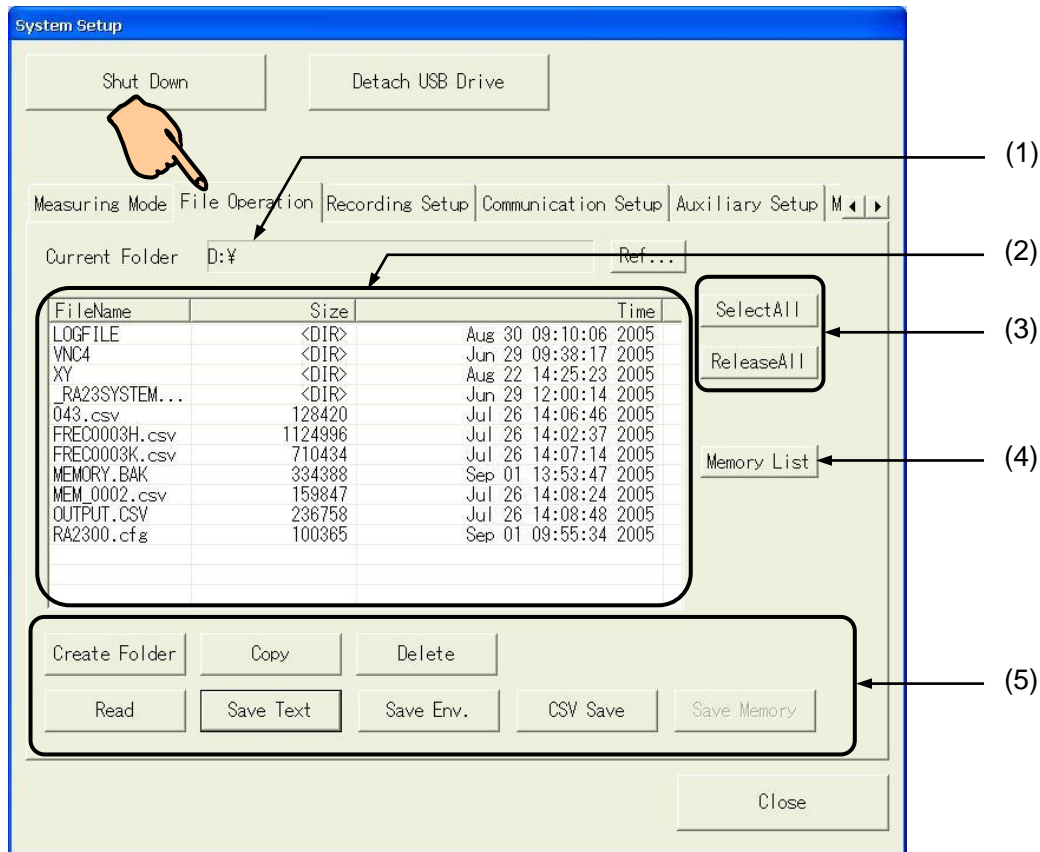 System Setup
Shut Down Detach USB Drive
(1)
Measuring Mode File Operation Recording Setup Communication Setup Auxiliary Setup M
Current Folder D:¥ Ref...
(2)
FileName Size Time
SelectAll
LOGFILE <DIR> Aug 30 09:10:06 2005
(3)
VNC4 <DIR> Jun 29 09:38:17 2005
ReleaseAll
XY <DIR> Aug 22 14:25:23 2005
_RA23SYSTEM... <DIR> Jun 29 12:00:14 2005
043.csv 128420 Jul 26 14:06:46 2005
FREC0003H.csv 1124996 Jul 26 14:02:37 2005
FREC0003K.csv 710434 Jul 26 14:07:14 2005
Memory List (4)
MEMORY.BAK 334388 Sep 01 13:53:47 2005
MEM_0002.csv 159847 Jul 26 14:08:24 2005
OUTPUT.CSV 236758 Jul 26 14:08:48 2005
RA2300.cfg 100365 Sep 01 09:55:34 2005
Create Folder Copy Delete
(5)
Read Save Text Save Env. CSV Save Save Memory
Close